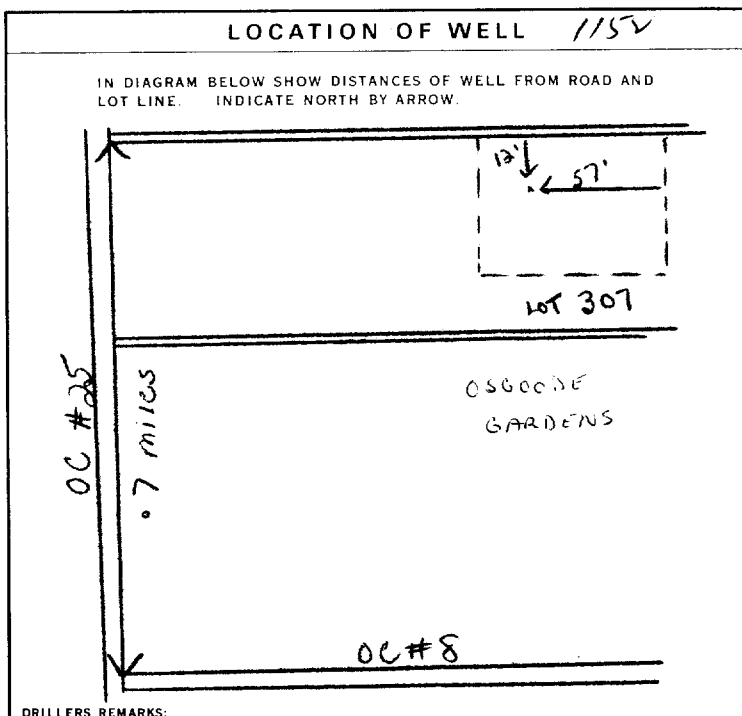 LOCATION OF WELL 1152
IN DIAGRAM BELOW SHOW DISTANCES OF WELL FROM ROAD AND
LOT LINE. INDICATE NORTH BY ARROW.
12'
57'
LOT 307
OC #25
.7 miles
OSGOODE
GARDENS
OC #8
DRILLERS REMARKS: